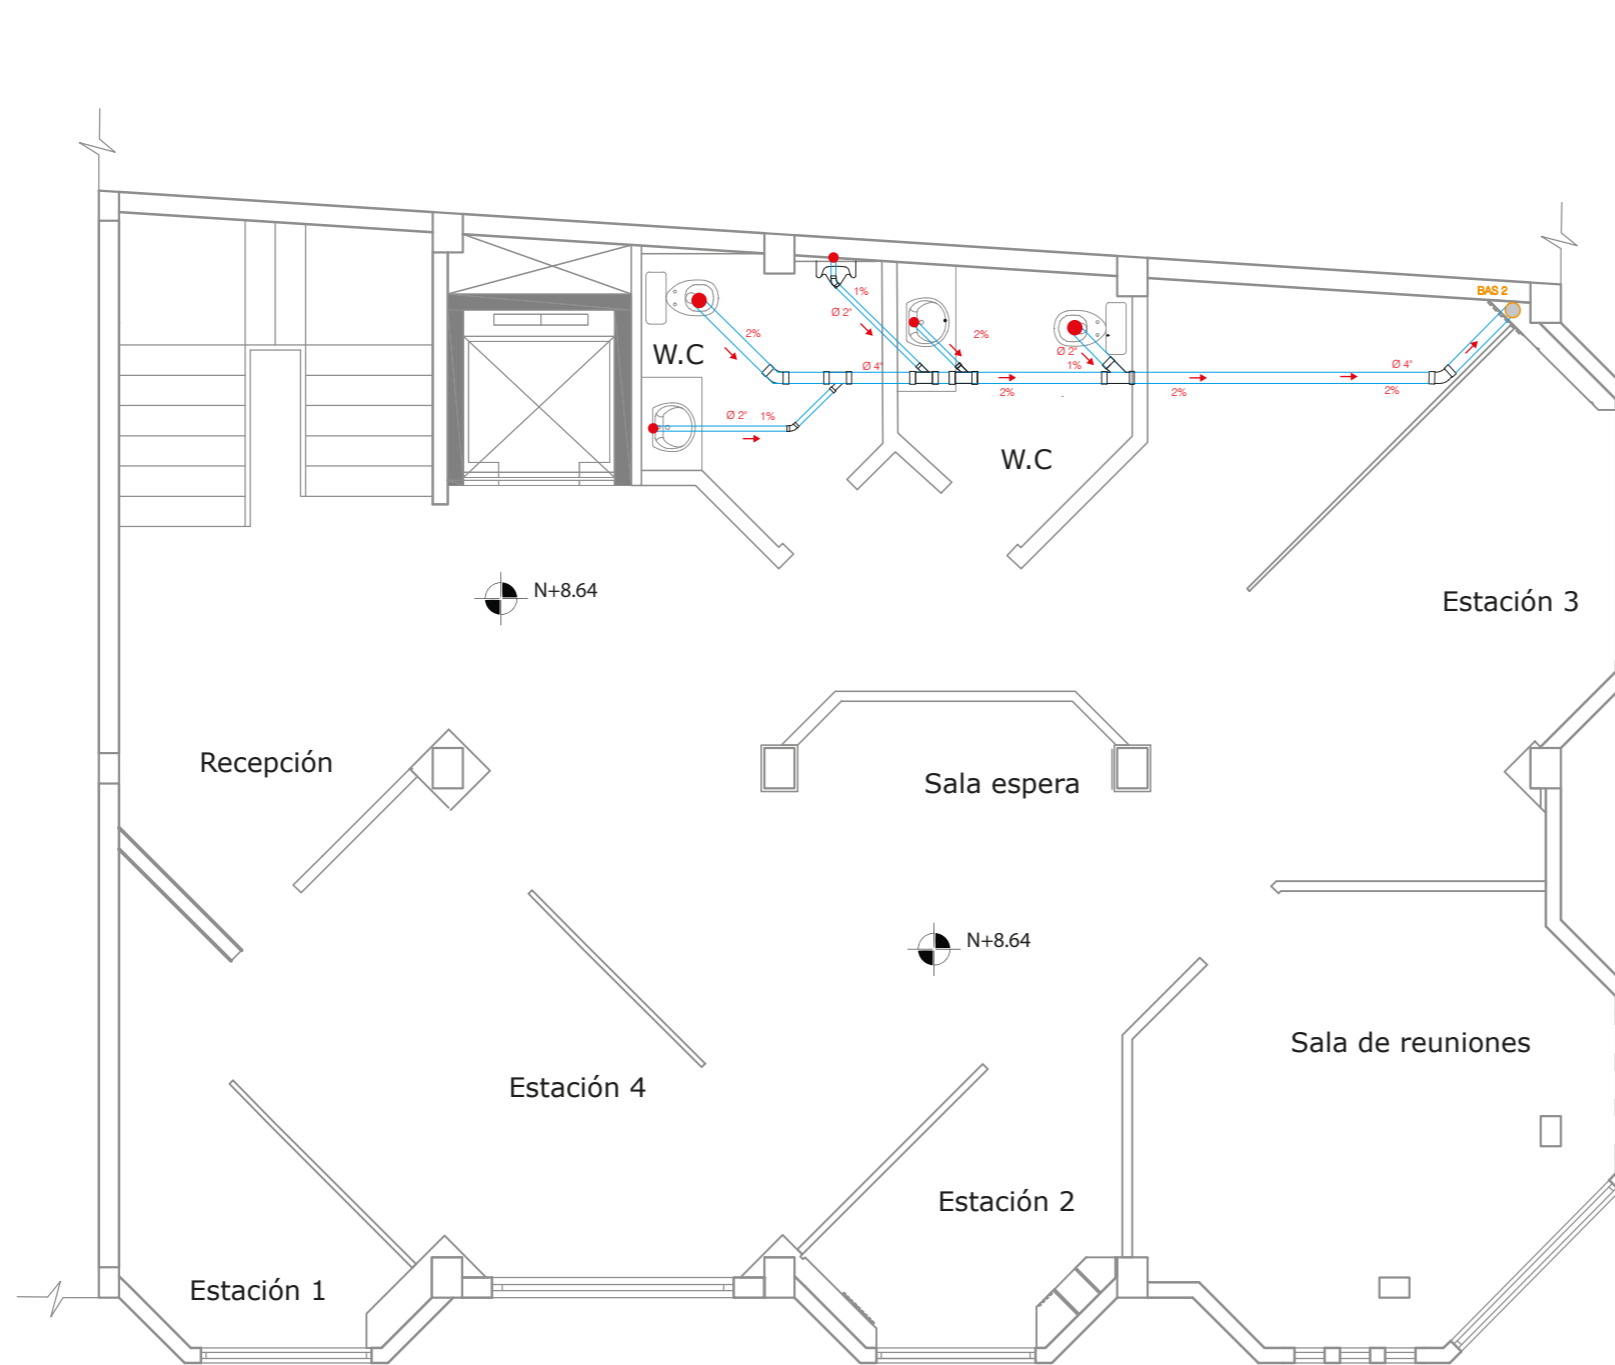 BAS 2
1%
Ø 2"
2%
2%
W.C
Ø 2"
1%
Ø 4"
Ø 4"
2%
2%
2%
Ø 2"
1%
W.C
N+8.64
Estación 3
Recepción
Sala espera
N+8.64
Sala de reuniones
Estación 4
Estación 2
Estación 1